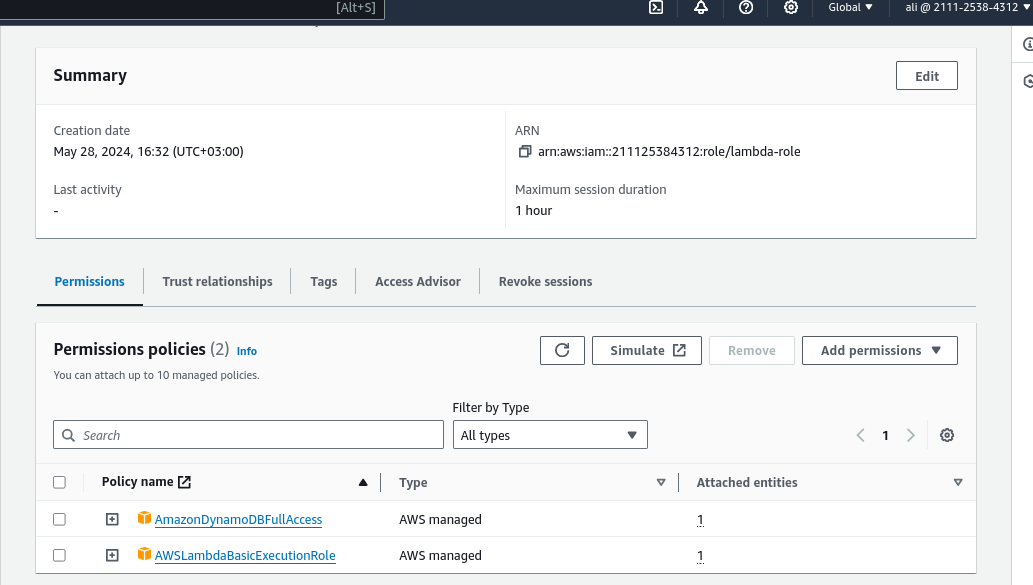 [Alt+S]
Global
ali @ 2111-2538-4312
Summary
Edit
Creation date
May 28, 2024, 16:32 (UTC+03:00)
ARN
arn:aws:iam::211125384312:role/lambda-role
Last activity
-
Maximum session duration
1 hour
Permissions
Trust relationships
Tags
Access Advisor
Revoke sessions
Permissions policies (2) Info
You can attach up to 10 managed policies.
Simulate
Remove
Add permissions
Filter by Type
Search
All types
1
Policy name
Type
Attached entities
AmazonDynamoDBFullAccess
AWS managed
1
AWSLambdaBasicExecutionRole
AWS managed
1